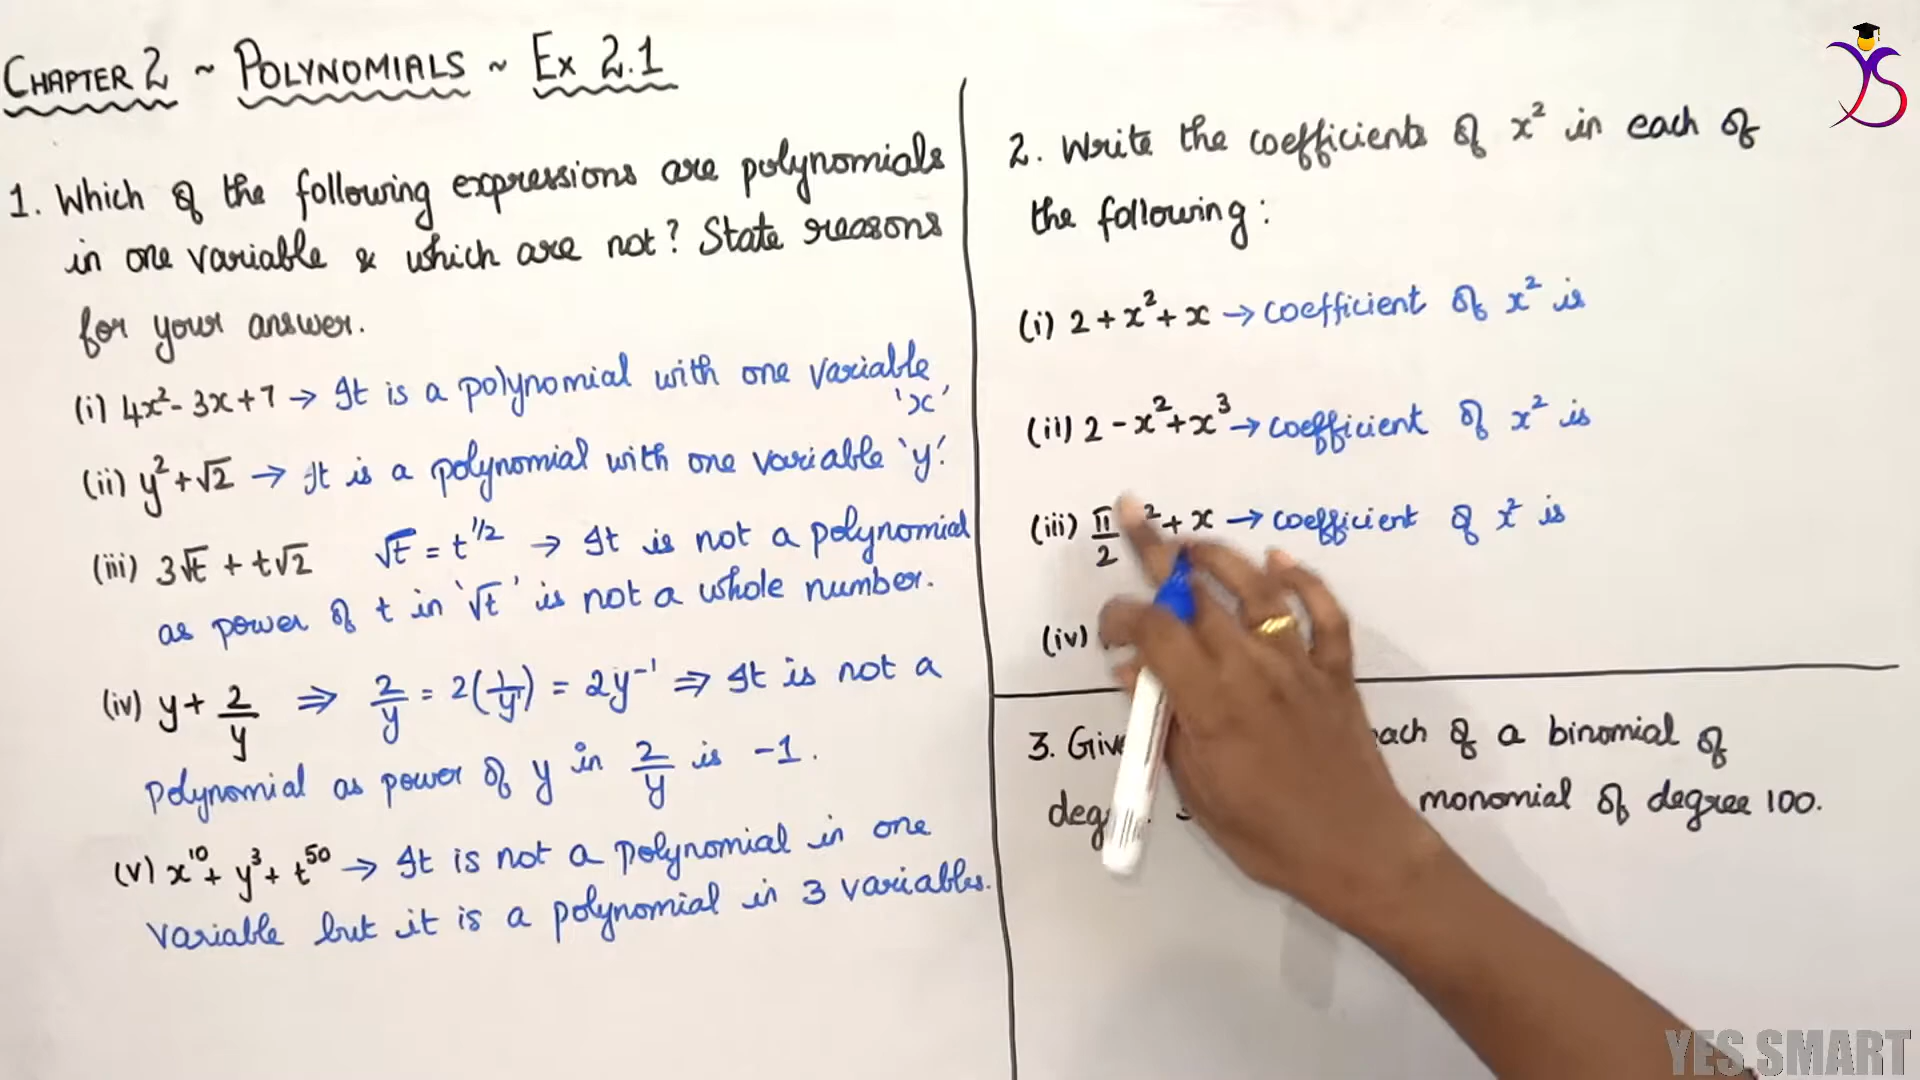 CHAPTER 2 ~ POLYNOMIALS ~ EX 2.1
1. Which of the following expressions are polynomials
in one variable & which are not? State reasons
for your answer.
(i) 4x² - 3x + 7 → It is a polynomial with one variable
'x'
(ii) y² + √2 → It is a polynomial with one variable 'y'.
(iii) 3√t + t√2 √t = t^1/2 → It is not a polynomial
as power of t in '√t' is not a whole number.
(iv) y + 2/y ⇒ 2/y = 2(1/y) = 2y⁻¹ ⇒ It is not a
polynomial as power of y in 2/y is -1.
(v) x¹⁰ + y³ + t⁵⁰ → It is not a polynomial in one
variable but it is a polynomial in 3 variables.
2. Write the coefficients of x² in each of
the following:
(i) 2 + x² + x → coefficient of x² is
(ii) 2 - x² + x³ → coefficient of x² is
(iii) π/2 ² + x → coefficient of x² is
(iv)
3. Give each of a binomial of
monomial of degree 100.
YS
YES SMART